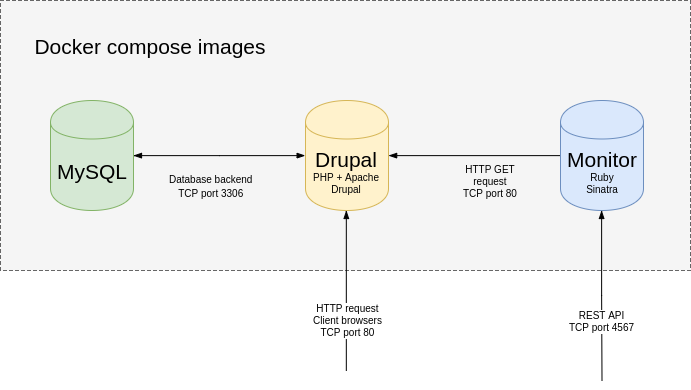 Docker compose images
MySQL
Drupal
PHP + Apache
Drupal
Monitor
Ruby
Sinatra
Database backend
TCP port 3306
HTTP GET
request
TCP port 80
HTTP request
Client browsers
TCP port 80
REST API
TCP port 4567